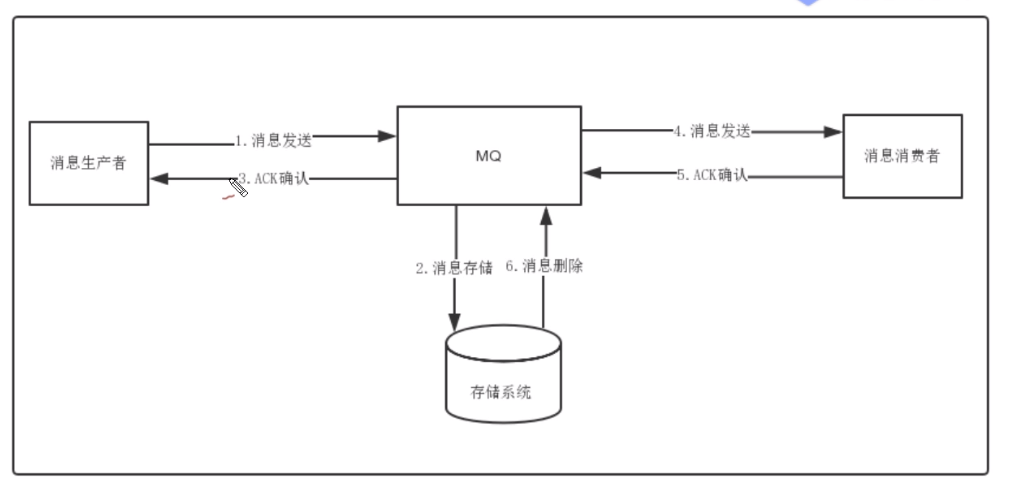 1.消息发送
4.消息发送
消息生产者
MQ
消息消费者
3.ACK确认
5.ACK确认
2.消息存储
6.消息删除
存储系统